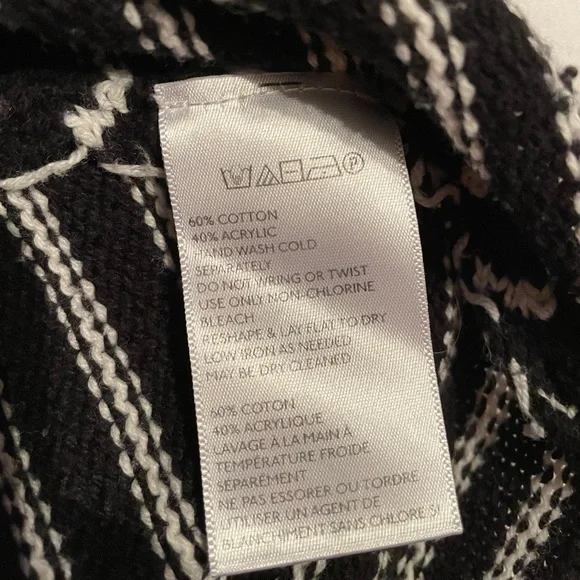 P
60% COTTON
40% ACRYLIC
HAND WASH COLD
SEPARATELY
DO NOT WRING OR TWIST
USE ONLY NON-CHLORINE
BLEACH
RESHAPE & LAY FLAT TO DRY
LOW IRON AS NEEDED
MAY BE DRY CLEANED
60% COTTON
40% ACRYLIQUE
LAVAGE À LA MAIN À
TEMPÉRATURE FROIDE
SÉPARÉMENT
NE PAS ESSORER OU TORDRE
UTILISER UN AGENT DE
BLANCHIMENT SANS CHLORE SI